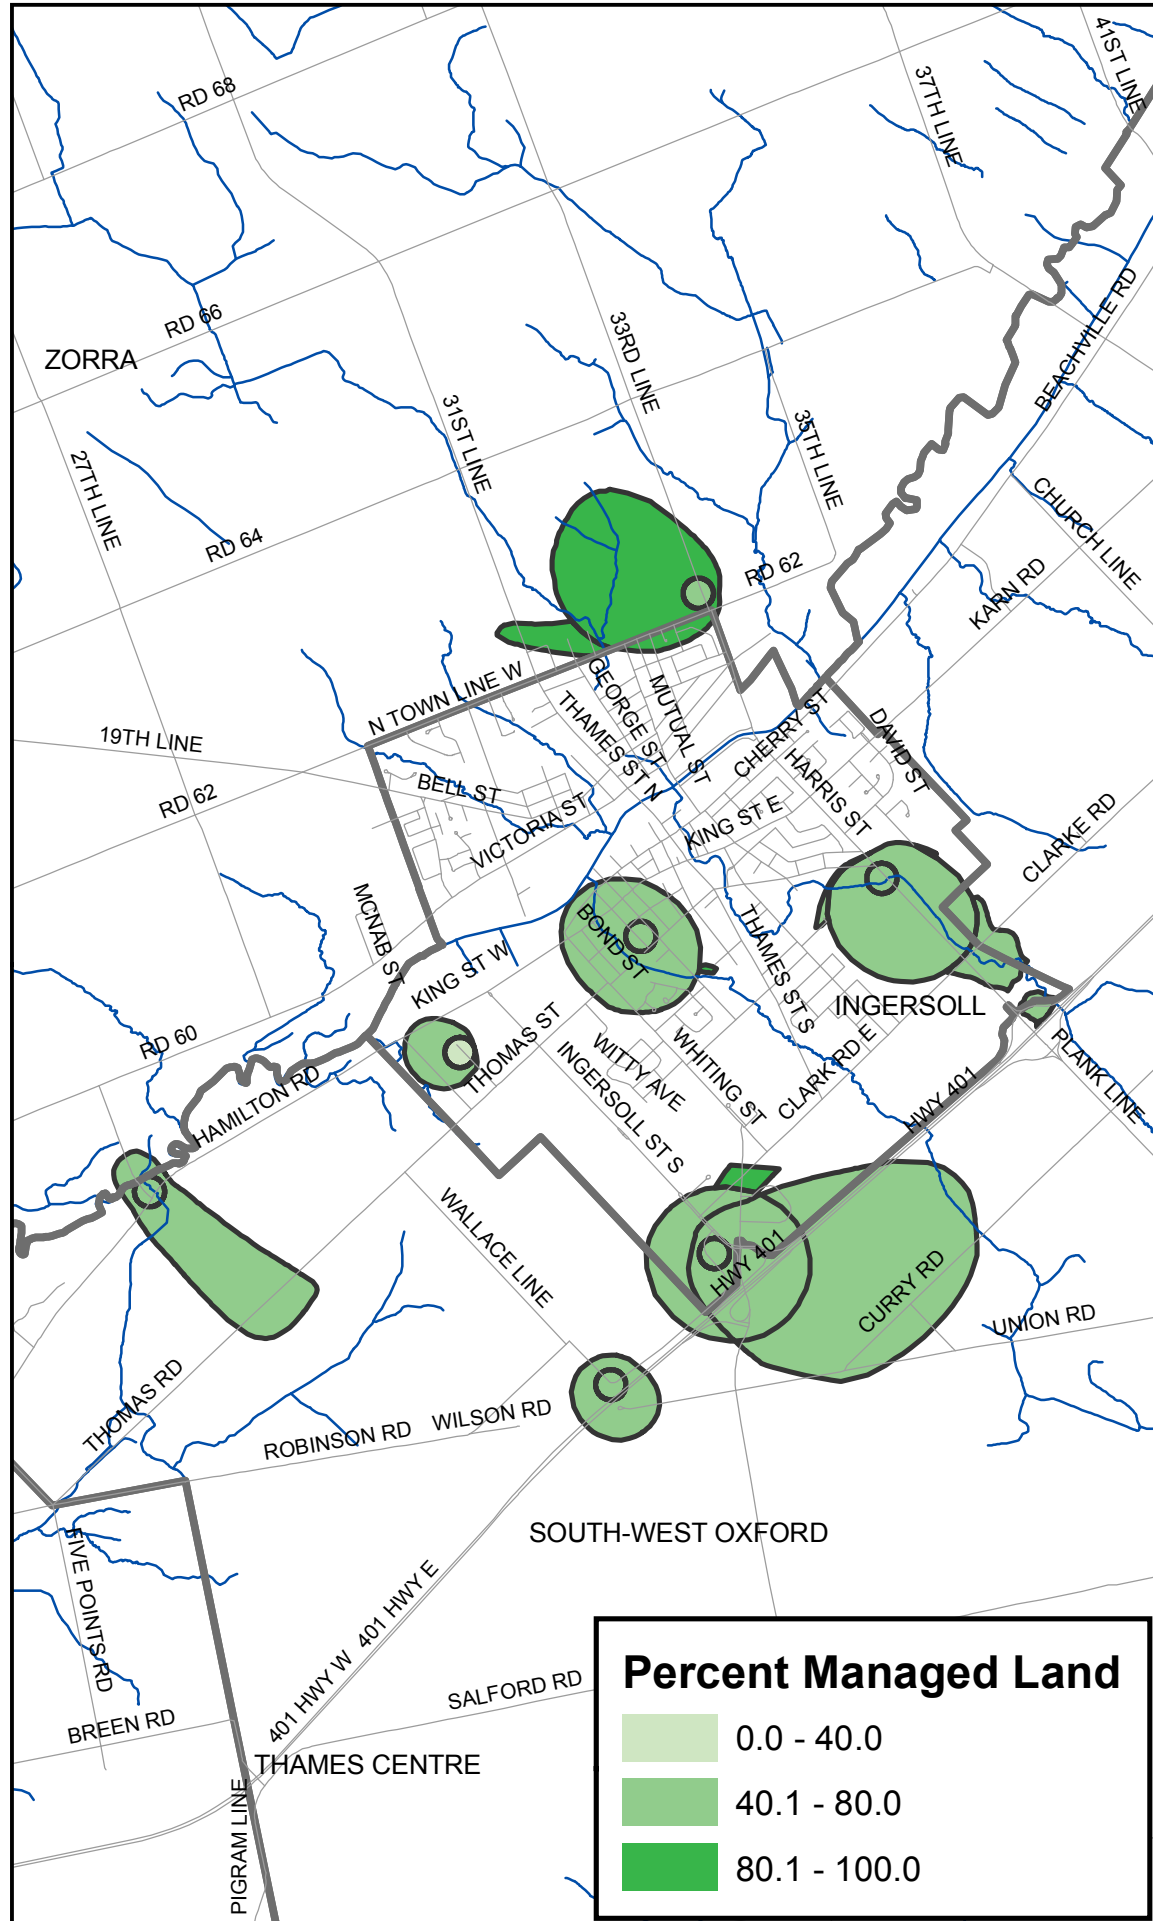 41ST LINE
37TH LINE
RD 68
RD 66
ZORRA
33RD LINE
BEACHVILLE RD
31ST LINE
35TH LINE
27TH LINE
CHURCH LINE
RD 64
RD 62
KARN RD
N TOWN LINE W
GEORGE ST
MUTUAL ST
THAMES ST N
CHERRY ST
DAVID ST
19TH LINE
HARRIS ST
BELL ST
RD 62
VICTORIA ST
KING ST E
CLARKE RD
MCNAB ST
BOND ST
THAMES ST S
KING ST W
INGERSOLL
RD 60
THOMAS ST
WITTY AVE
WHITING ST
CLARK RD E
PLANK LINE
INGERSOLL ST S
HAMILTON RD
HWY 401
WALLACE LINE
HWY 401
CURRY RD
UNION RD
THOMAS RD
ROBINSON RD
WILSON RD
SOUTH-WEST OXFORD
FIVE POINTS RD
401 HWY W
401 HWY E
SALFORD RD
BREEN RD
THAMES CENTRE
PIGRAM LINE
Percent Managed Land
0.0 - 40.0
40.1 - 80.0
80.1 - 100.0